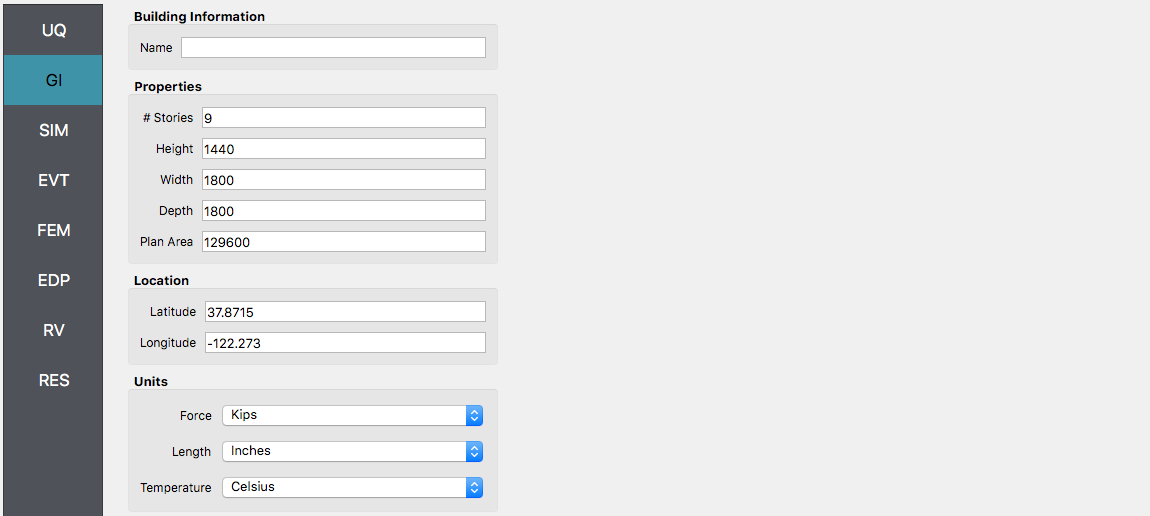 UQ
GI
SIM
EVT
FEM
EDP
RV
RES
Building Information
Name
Properties
# Stories 9
Height 1440
Width 1800
Depth 1800
Plan Area 129600
Location
Latitude 37.8715
Longitude -122.273
Units
Force Kips
Length Inches
Temperature Celsius